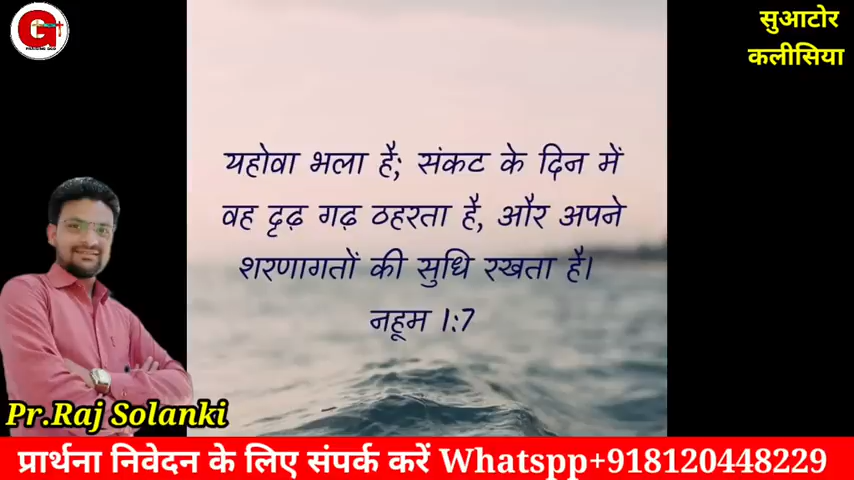 सुआटोर
कलीसिया
यहोवा भला है; संकट के दिन में
वह दृढ़ गढ़ ठहरता है, और अपने
शरणागतों की सुधि रखता है।
नहूम 1:7
Pr.Raj Solanki
प्रार्थना निवेदन के लिए संपर्क करें Whatspp+918120448229